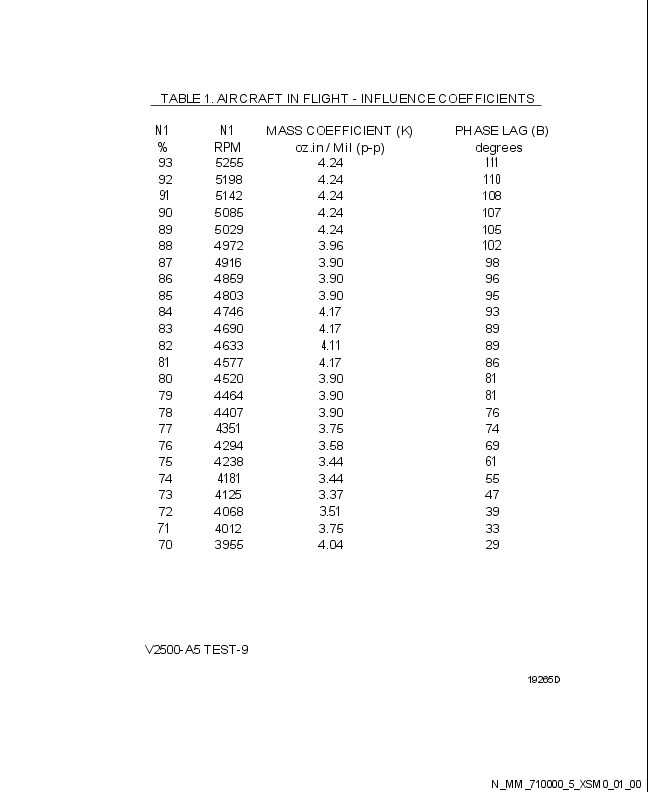 TABLE 1. AIRCRAFT IN FLIGHT - INFLUENCE COEFFICIENTS
N1 N1 MASS COEFFICIENT (K) PHASE LAG (B)
% RPM oz.in / Mil (p-p) degrees
93 5255 4.24 111
92 5198 4.24 110
91 5142 4.24 108
90 5085 4.24 107
89 5029 4.24 105
88 4972 3.96 102
87 4916 3.90 98
86 4859 3.90 96
85 4803 3.90 95
84 4746 4.17 93
83 4690 4.17 89
82 4633 4.11 89
81 4577 4.17 86
80 4520 3.90 81
79 4464 3.90 81
78 4407 3.90 76
77 4351 3.75 74
76 4294 3.58 69
75 4238 3.44 61
74 4181 3.44 55
73 4125 3.37 47
72 4068 3.51 39
71 4012 3.75 33
70 3955 4.04 29
V2500-A5 TEST-9
19265D
N_MM_710000_5_XSM0_01_00